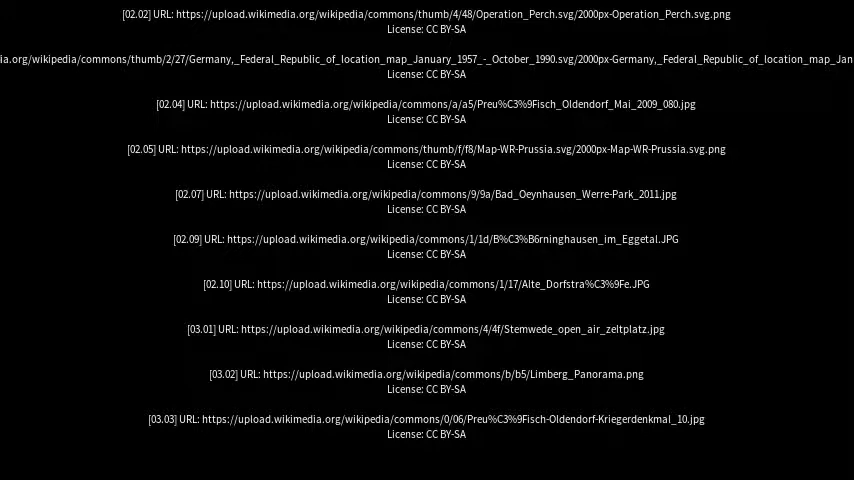 [02.02] URL: https://upload.wikimedia.org/wikipedia/commons/thumb/4/48/Operation_Perch.svg/2000px-Operation_Perch.svg.png
License: CC BY-SA
ia.org/wikipedia/commons/thumb/2/27/Germany,_Federal_Republic_of_location_map_January_1957_-_October_1990.svg/2000px-Germany,_Federal_Republic_of_location_map_Jan
License: CC BY-SA
[02.04] URL: https://upload.wikimedia.org/wikipedia/commons/a/a5/Preu%C3%9Fisch_Oldendorf_Mai_2009_080.jpg
License: CC BY-SA
[02.05] URL: https://upload.wikimedia.org/wikipedia/commons/thumb/f/f8/Map-WR-Prussia.svg/2000px-Map-WR-Prussia.svg.png
License: CC BY-SA
[02.07] URL: https://upload.wikimedia.org/wikipedia/commons/9/9a/Bad_Oeynhausen_Werre-Park_2011.jpg
License: CC BY-SA
[02.09] URL: https://upload.wikimedia.org/wikipedia/commons/1/1d/B%C3%B6rninghausen_im_Eggetal.JPG
License: CC BY-SA
[02.10] URL: https://upload.wikimedia.org/wikipedia/commons/1/17/Alte_Dorfstra%C3%9Fe.JPG
License: CC BY-SA
[03.01] URL: https://upload.wikimedia.org/wikipedia/commons/4/4f/Stemwede_open_air_zeltplatz.jpg
License: CC BY-SA
[03.02] URL: https://upload.wikimedia.org/wikipedia/commons/b/b5/Limberg_Panorama.png
License: CC BY-SA
[03.03] URL: https://upload.wikimedia.org/wikipedia/commons/0/06/Preu%C3%9Fisch-Oldendorf-Kriegerdenkmal_10.jpg
License: CC BY-SA